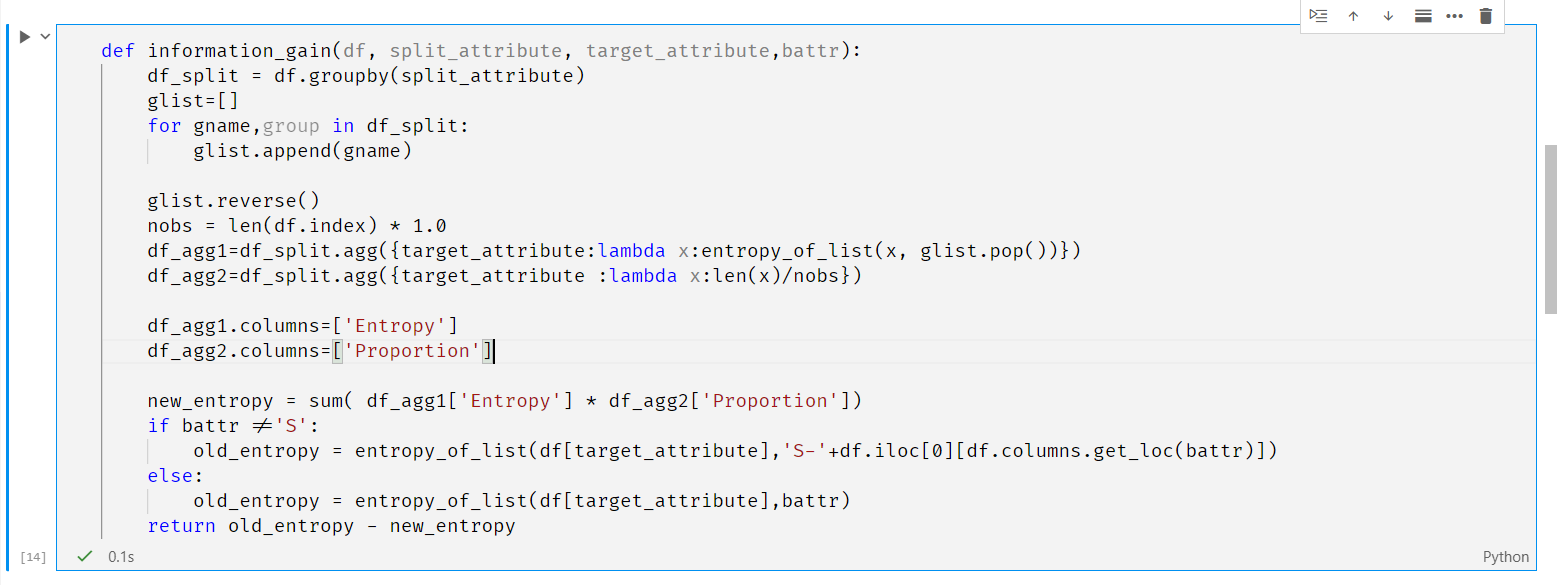 def information_gain(df, split_attribute, target_attribute,battr):
    df_split = df.groupby(split_attribute)
    glist=[]
    for gname,group in df_split:
        glist.append(gname)

    glist.reverse()
    nobs = len(df.index) * 1.0
    df_agg1=df_split.agg({target_attribute:lambda x:entropy_of_list(x, glist.pop())})
    df_agg2=df_split.agg({target_attribute :lambda x:len(x)/nobs})

    df_agg1.columns=['Entropy']
    df_agg2.columns=['Proportion']

    new_entropy = sum( df_agg1['Entropy'] * df_agg2['Proportion'])
    if battr ≠'S':
        old_entropy = entropy_of_list(df[target_attribute],'S-'+df.iloc[0][df.columns.get_loc(battr)])
    else:
        old_entropy = entropy_of_list(df[target_attribute],battr)
    return old_entropy - new_entropy
[14] 0.1s Python